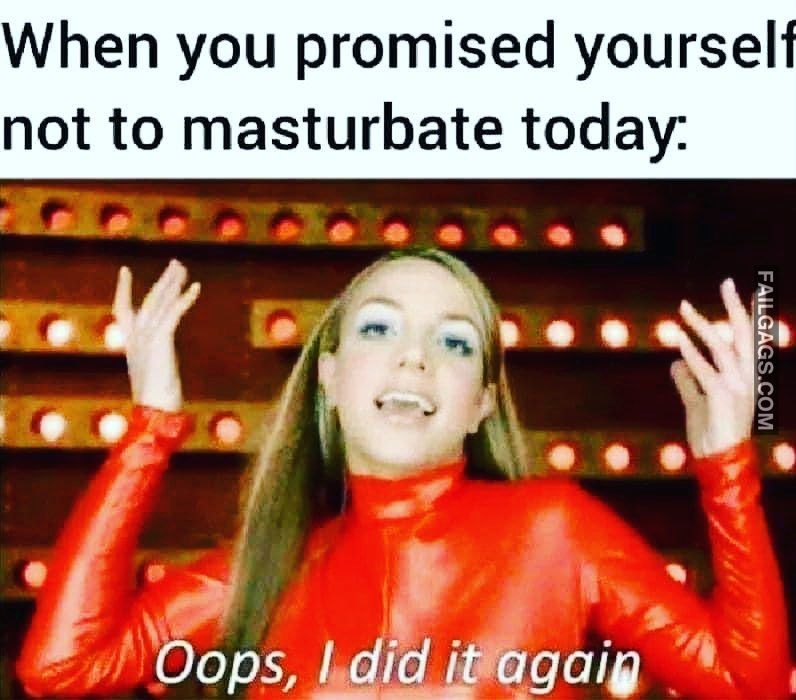 When you promised yourself
not to masturbate today:
FAILGAGS.COM
Oops, I did it again